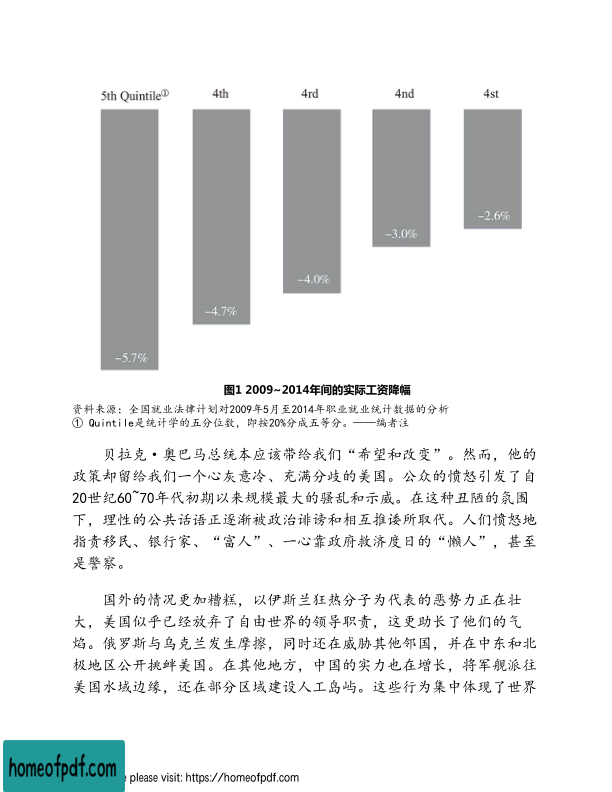 5th Quintile① 4th 4rd 4nd 4st
-5.7% -4.7% -4.0% -3.0% -2.6%
图1 2009~2014年间的实际工资降幅
资料来源：全国就业法律计划对2009年5月至2014年职业就业统计数据的分析
① Quintile是统计学的五分位数，即按20%分成五等分。——编者注
贝拉克·奥巴马总统本应该带给我们“希望和改变”。然而，他的
政策却留给我们一个心灰意冷、充满分歧的美国。公众的愤怒引发了自
20世纪60~70年代初期以来规模最大的骚乱和示威。在这种丑陋的氛围
下，理性的公共话语正逐渐被政治诽谤和相互推诿所取代。人们愤怒地
指责移民、银行家、“富人”、一心靠政府救济度日的“懒人”，甚至
是警察。
国外的情况更加糟糕，以伊斯兰狂热分子为代表的恶势力正在壮
大，美国似乎已经放弃了自由世界的领导职责，这更助长了他们的气
焰。俄罗斯与乌克兰发生摩擦，同时还在威胁其他邻国，并在中东和北
极地区公开挑衅美国。在其他地方，中国的实力也在增长，将军舰派往
美国水域边缘，还在部分区域建设人工岛屿。这些行为集中体现了世界
homeofpdf.com
please visit: https://homeofpdf.com